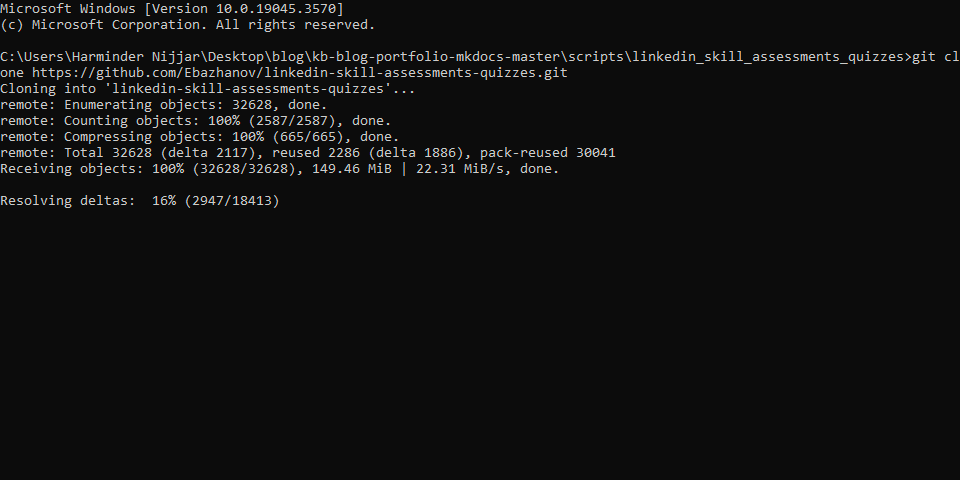 Microsoft Windows [Version 10.0.19045.3570]
(c) Microsoft Corporation. All rights reserved.
C:\Users\Harminder Nijjar\Desktop\blog\kb-blog-portfolio-mkdocs-master\scripts\linkedin_skill_assessments_quizzes>git cl
one https://github.com/Ebazhanov/linkedin-skill-assessments-quizzes.git
Cloning into 'linkedin-skill-assessments-quizzes'...
remote: Enumerating objects: 32628, done.
remote: Counting objects: 100% (2587/2587), done.
remote: Compressing objects: 100% (665/665), done.
remote: Total 32628 (delta 2117), reused 2286 (delta 1886), pack-reused 30041
Receiving objects: 100% (32628/32628), 149.46 MiB | 22.31 MiB/s, done.
Resolving deltas:  16% (2947/18413)